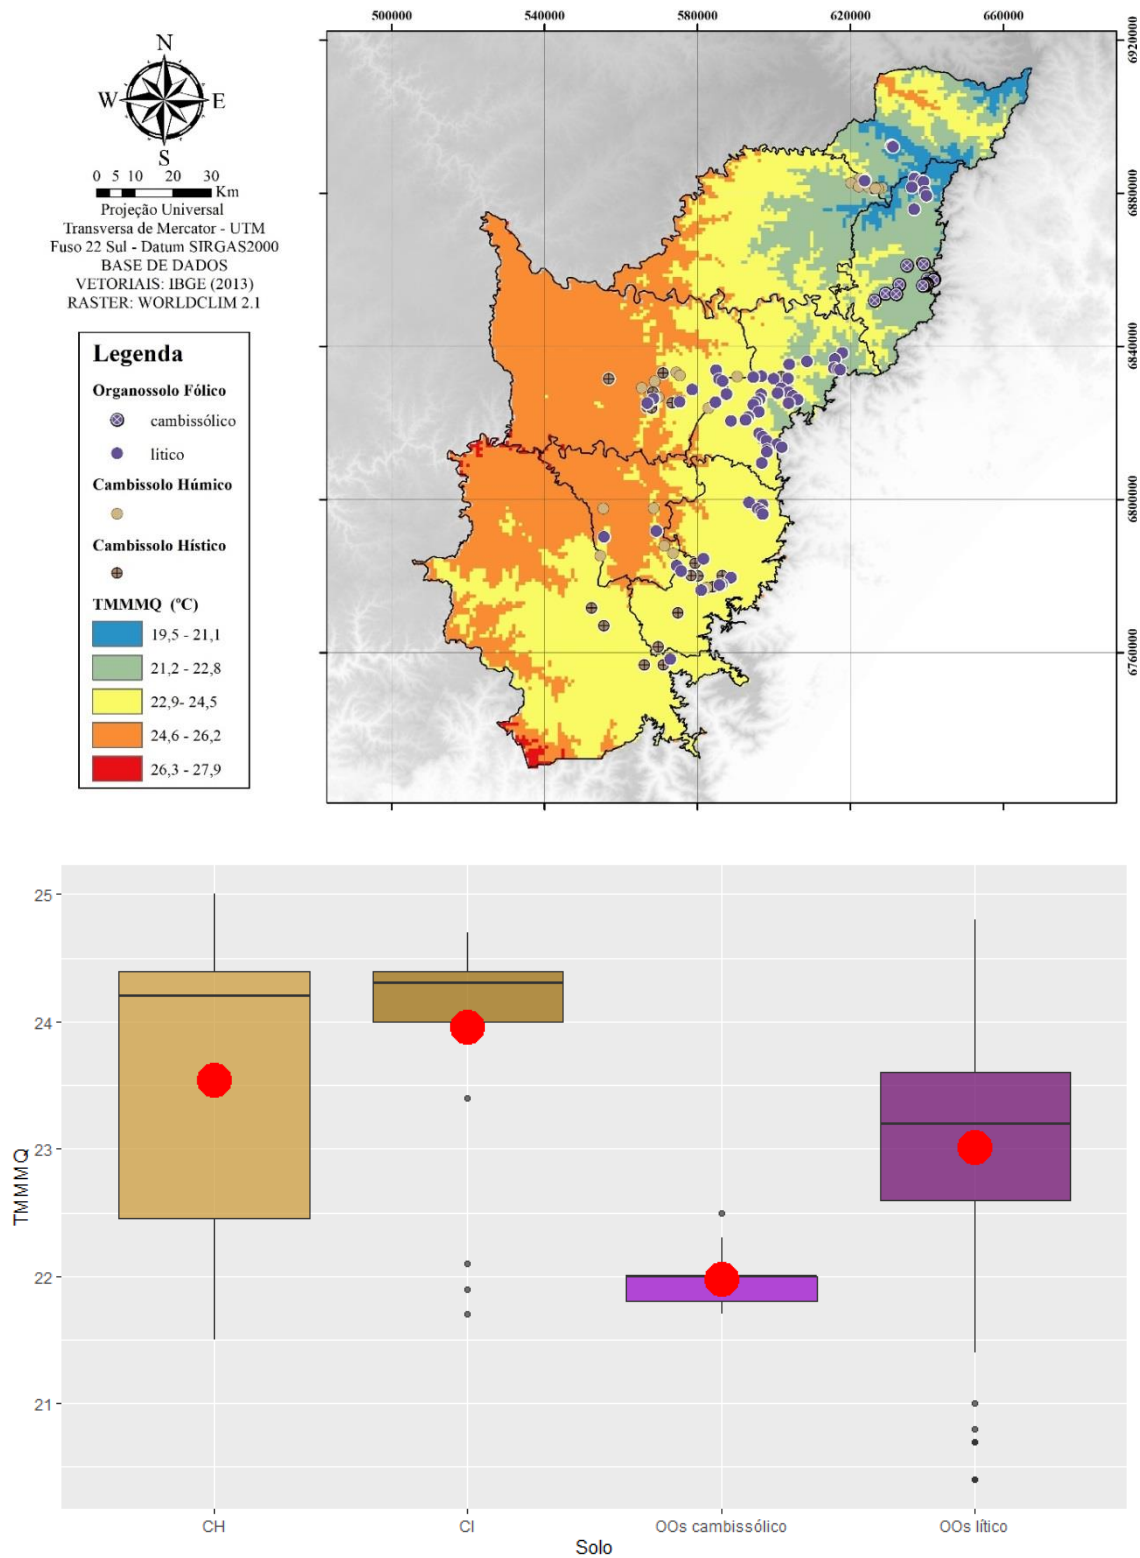 500000 540000 580000 620000 660000
N
W E
S
0 5 10 20 30
Km
Projeção Universal
Transversa de Mercator - UTM
Fuso 22 Sul - Datum SIRGAS2000
BASE DE DADOS
VETORIAIS: IBGE (2013)
RASTER: WORLDCLIM 2.1
Legenda
Organossolo Fólico
cambissólico
lítico
Cambissolo Húmico
Cambissolo Hístico
TMMMQ (ºC)
19,5 - 21,1
21,2 - 22,8
22,9- 24,5
24,6 - 26,2
26,3 - 27,9
6920000
6880000
6840000
6800000
6760000
25
24
23
22
21
TMMMQ
CH CI OOs cambissólico OOs lítico
Solo